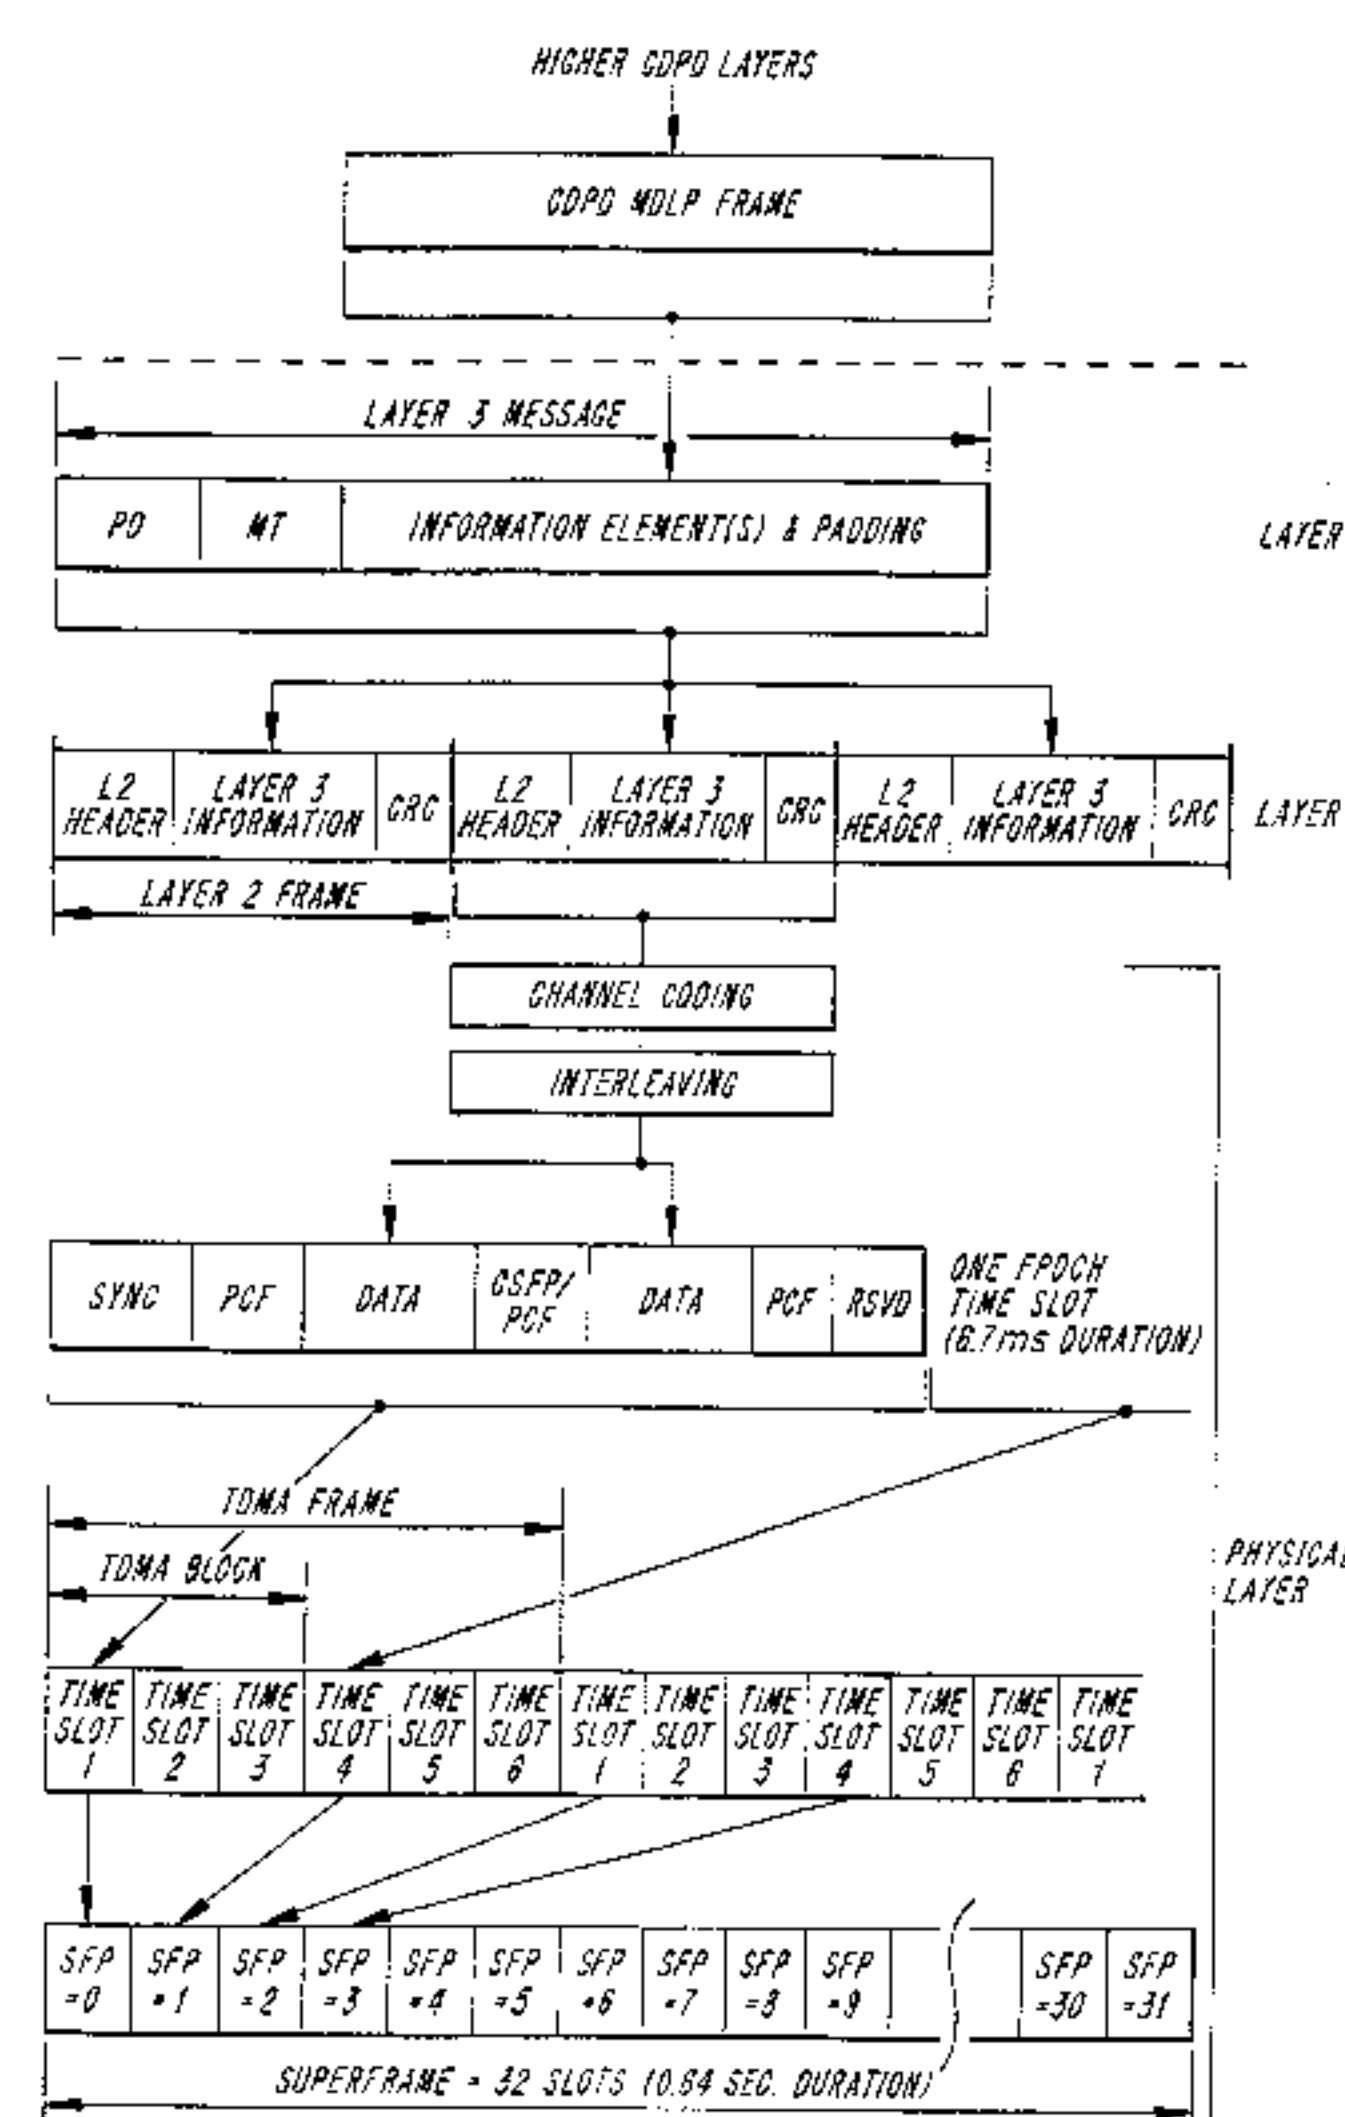 HIGHER CDPD LAYERS
CDPD MDLP FRAME
LAYER 3 MESSAGE
PD MT INFORMATION ELEMENT(S) & PADDING
LAYER
L2 HEADER
LAYER 3 INFORMATION
CRC
L2 HEADER
LAYER 3 INFORMATION
CRC
L2 HEADER
LAYER 3 INFORMATION
CRC
LAYER
LAYER 2 FRAME
CHANNEL CODING
INTERLEAVING
SYNC
PCF
DATA
CSFP/
PCF
DATA
PCF
RSVD
ONE FPDCH
TIME SLOT
(6.7ms DURATION)
TDMA FRAME
TDMA BLOCK
PHYSICAL
LAYER
TIME SLOT 1
TIME SLOT 2
TIME SLOT 3
TIME SLOT 4
TIME SLOT 5
TIME SLOT 6
TIME SLOT 1
TIME SLOT 2
TIME SLOT 3
TIME SLOT 4
TIME SLOT 5
TIME SLOT 6
TIME SLOT 1
SFP =0
SFP =1
SFP =2
SFP =3
SFP =4
SFP =5
SFP =6
SFP =7
SFP =8
SFP =9
SFP =30
SFP =31
SUPERFRAME = 32 SLOTS (0.64 SEC. DURATION)